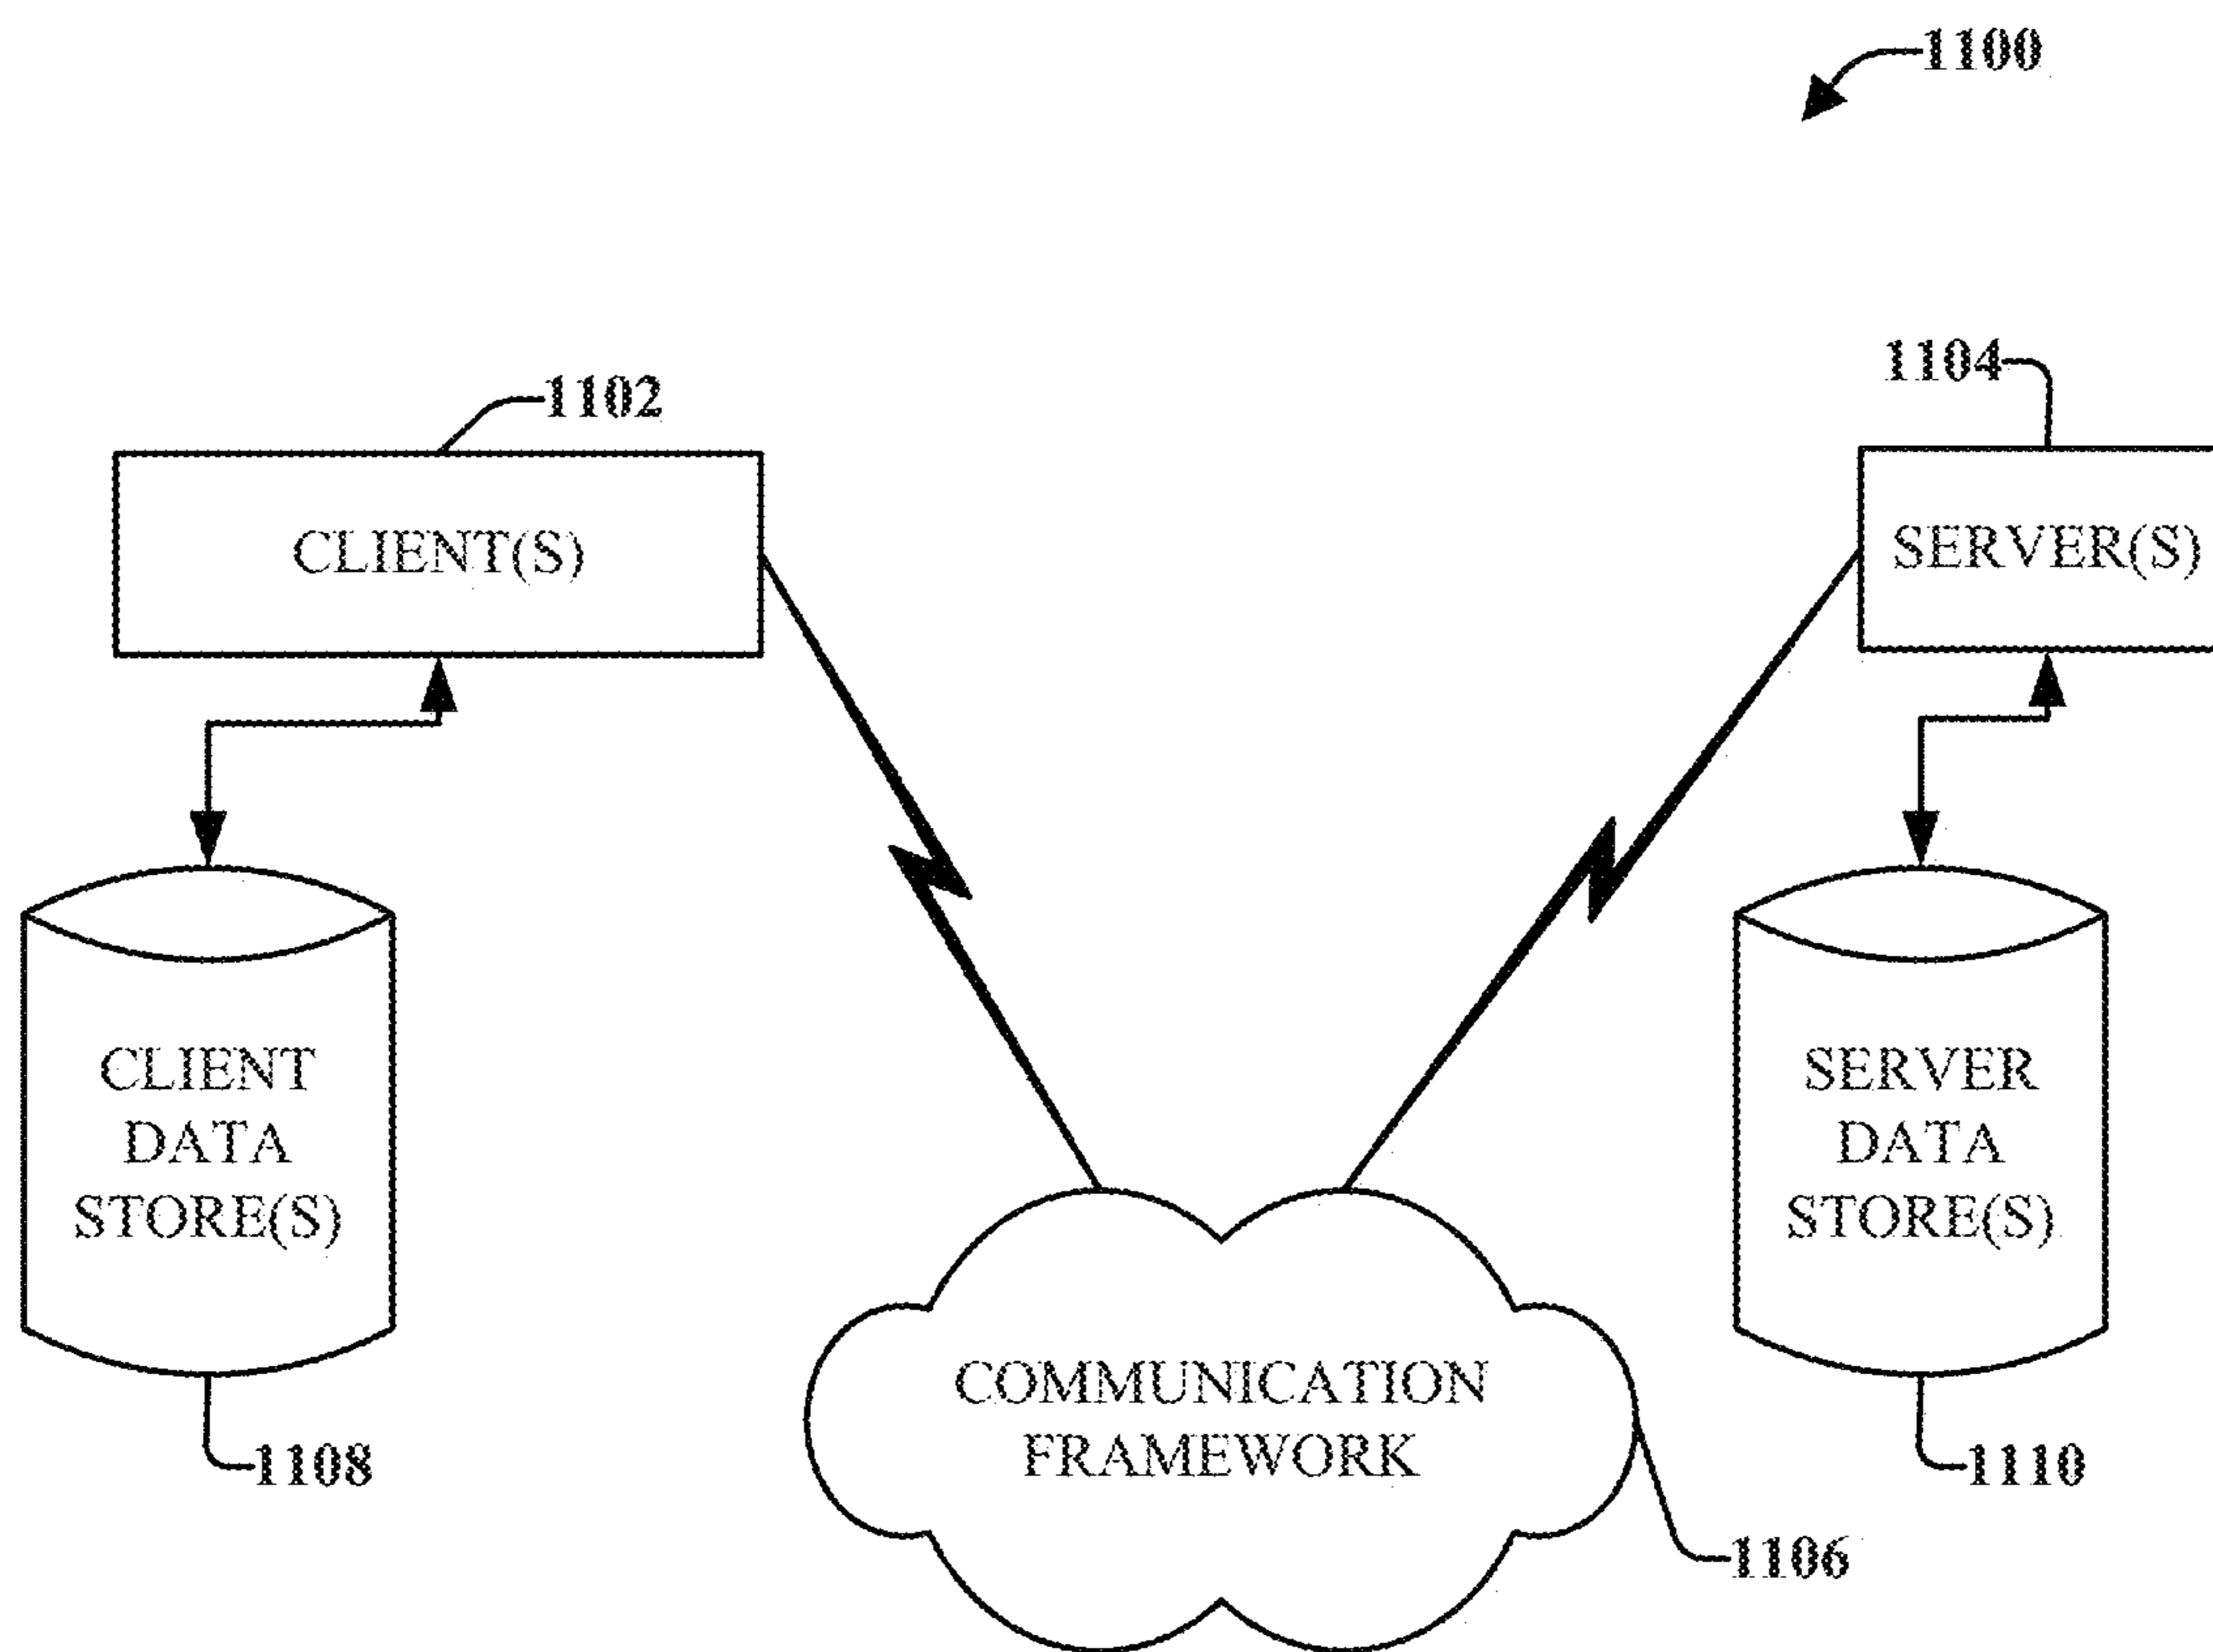 1100
1102
1104
CLIENT(S)
SERVER(S)
CLIENT
DATA
STORE(S)
SERVER
DATA
STORE(S)
COMMUNICATION
FRAMEWORK
1108
1110
1106